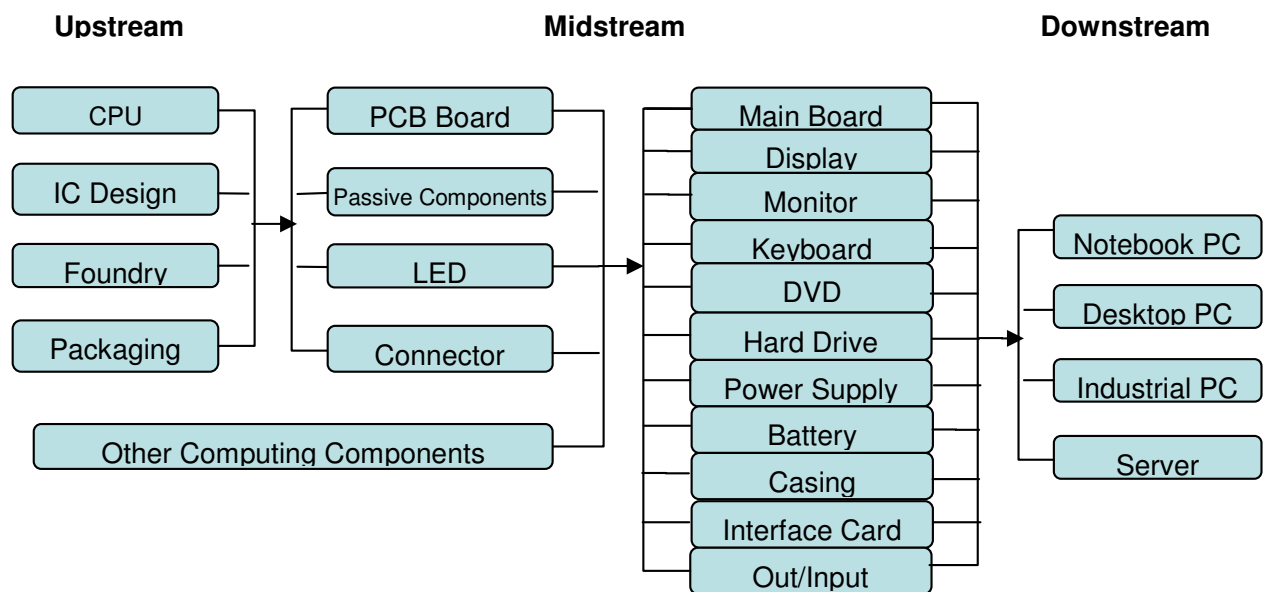 Upstream
Midstream
Downstream
CPU
IC Design
Foundry
Packaging
PCB Board
Passive Components
LED
Connector
Other Computing Components
Main Board
Display
Monitor
Keyboard
DVD
Hard Drive
Power Supply
Battery
Casing
Interface Card
Out/Input
Notebook PC
Desktop PC
Industrial PC
Server